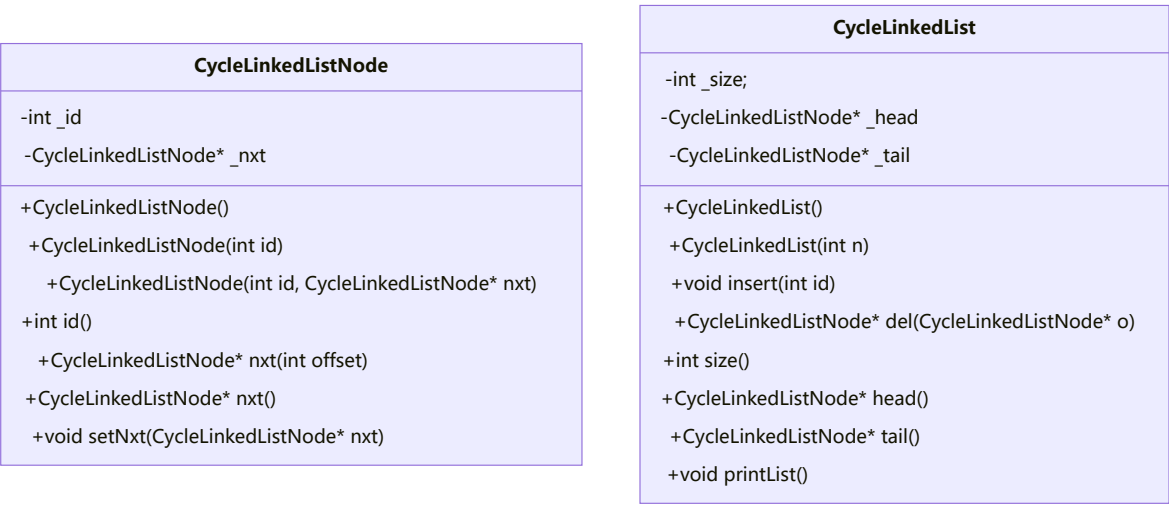 CycleLinkedListNode
-int _id
-CycleLinkedListNode* _nxt
+CycleLinkedListNode()
+CycleLinkedListNode(int id)
+CycleLinkedListNode(int id, CycleLinkedListNode* nxt)
+int id()
+CycleLinkedListNode* nxt(int offset)
+CycleLinkedListNode* nxt()
+void setNxt(CycleLinkedListNode* nxt)
CycleLinkedList
-int _size;
-CycleLinkedListNode* _head
-CycleLinkedListNode* _tail
+CycleLinkedList()
+CycleLinkedList(int n)
+void insert(int id)
+CycleLinkedListNode* del(CycleLinkedListNode* o)
+int size()
+CycleLinkedListNode* head()
+CycleLinkedListNode* tail()
+void printList()